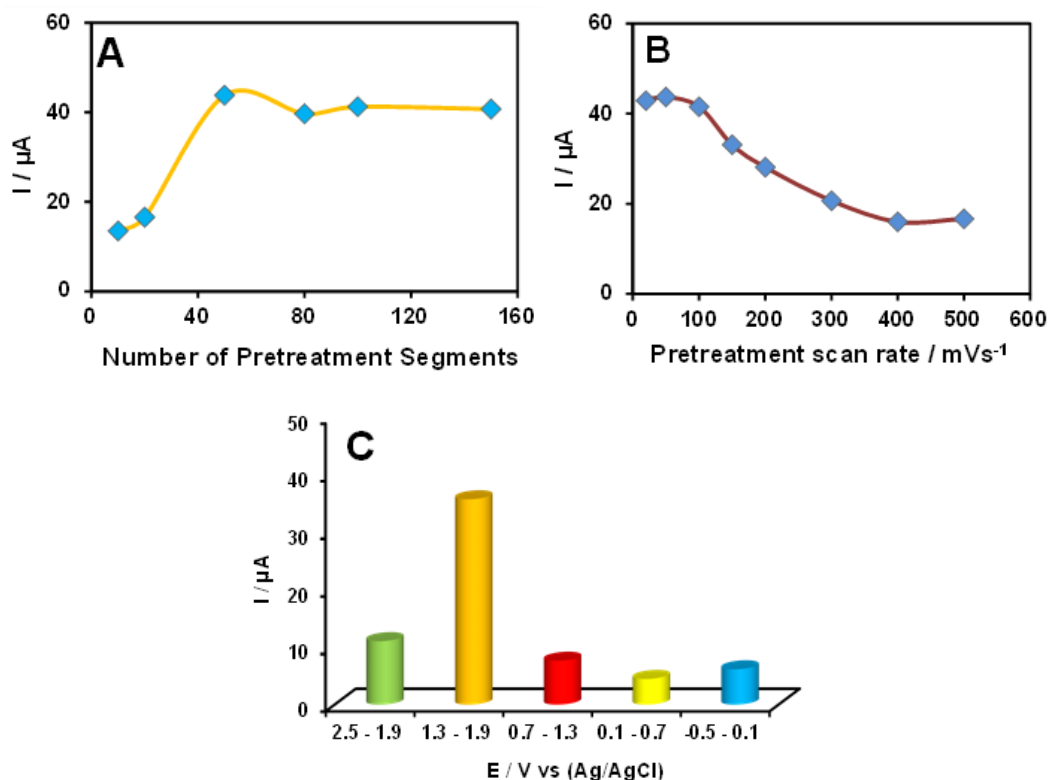 A
I / µA
60
40
20
0
0 40 80 120 160
Number of Pretreatment Segments
B
I / µA
60
40
20
0
0 100 200 300 400 500 600
Pretreatment scan rate / mVs⁻¹
C
I / µA
50
40
30
20
10
0
2.5 - 1.9 1.3 - 1.9 0.7 - 1.3 0.1 - 0.7 -0.5 - 0.1
E / V vs (Ag/AgCl)